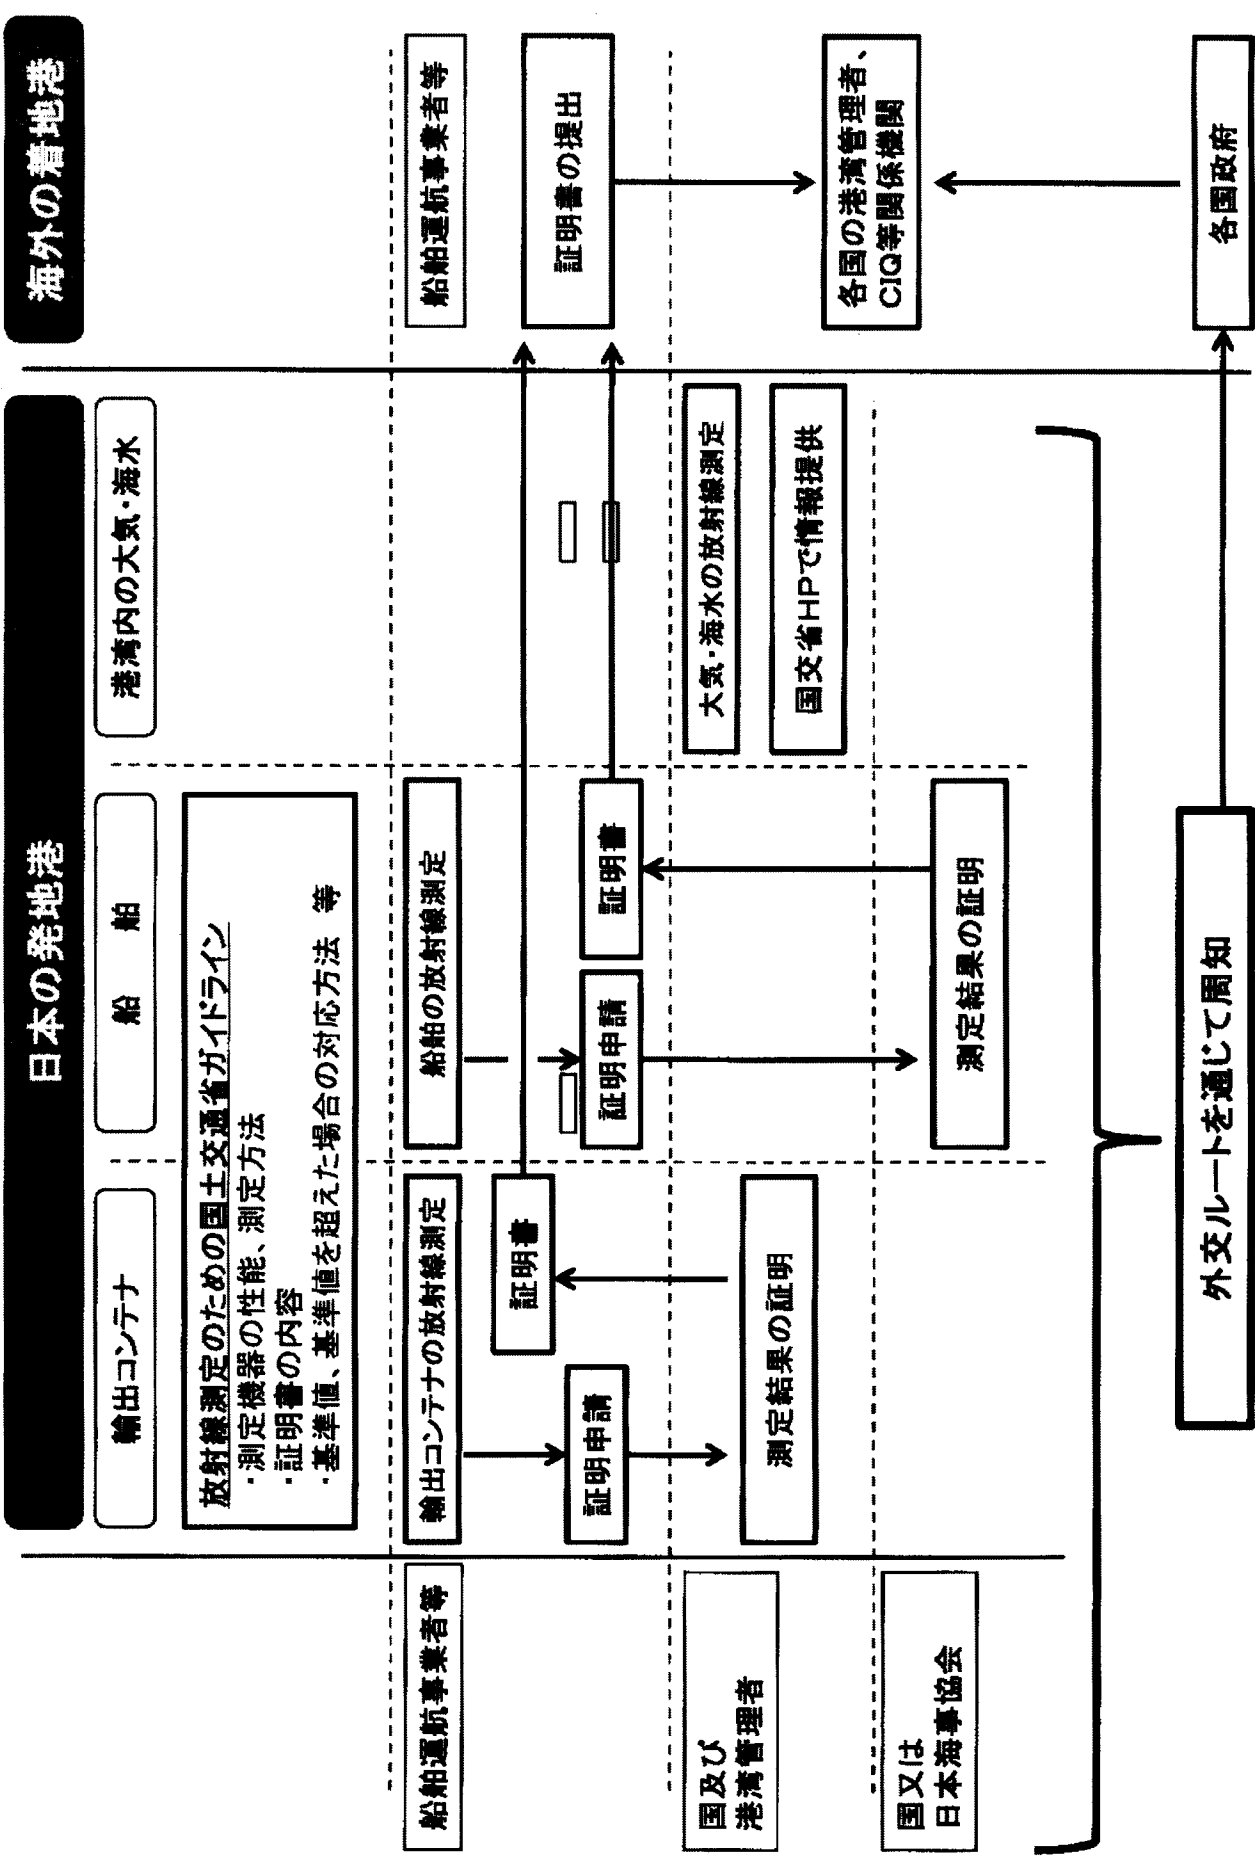 日本の発地港
海外の着地港
輸出コンテナ
船　舶
港湾内の大気・海水
放射線測定のための国土交通省ガイドライン
・測定機器の性能、測定方法
・証明書の内容
・基準値、基準値を超えた場合の対応方法　等
船舶運航事業者等
輸出コンテナの放射線測定
船舶の放射線測定
船舶運航事業者等
証明書
証明申請
証明申請
証明書
証明書の提出
国及び
港湾管理者
測定結果の証明
大気・海水の放射線測定
国交省HPで情報提供
各国の港湾管理者、
CIQ等関係機関
国又は
日本海事協会
測定結果の証明
外交ルートを通じて周知
各国政府